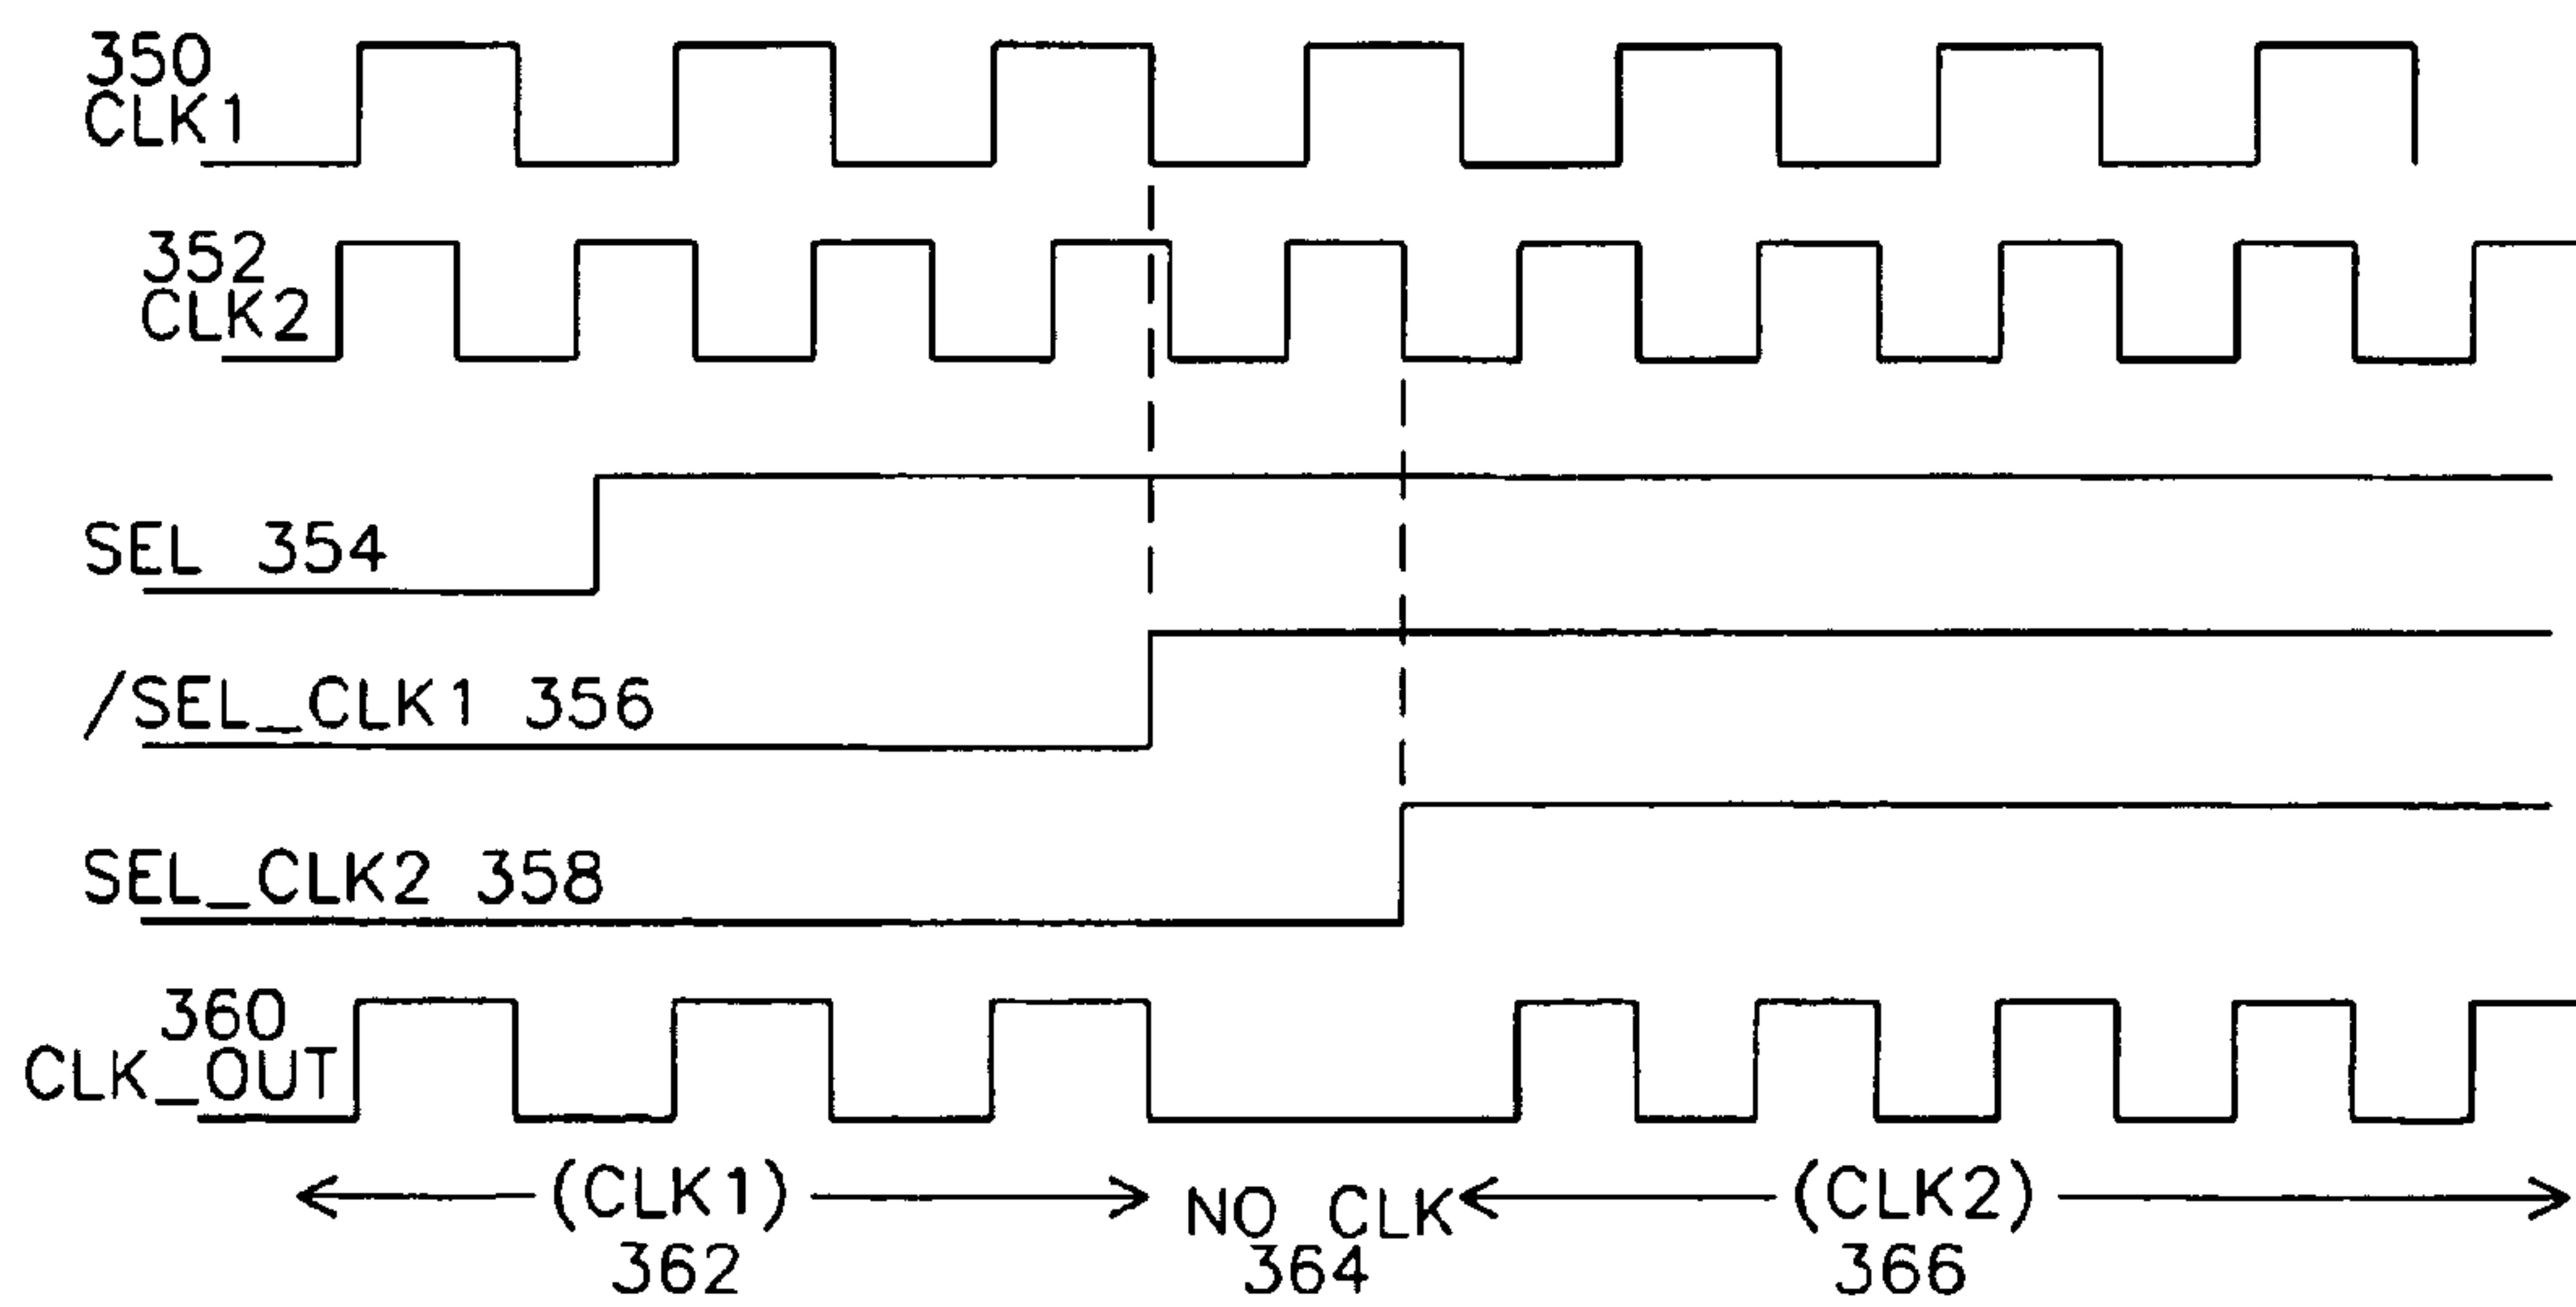 350
CLK1
352
CLK2
SEL 354
/SEL_CLK1 356
SEL_CLK2 358
360
CLK_OUT
(CLK1) NO CLK (CLK2)
362 364 366